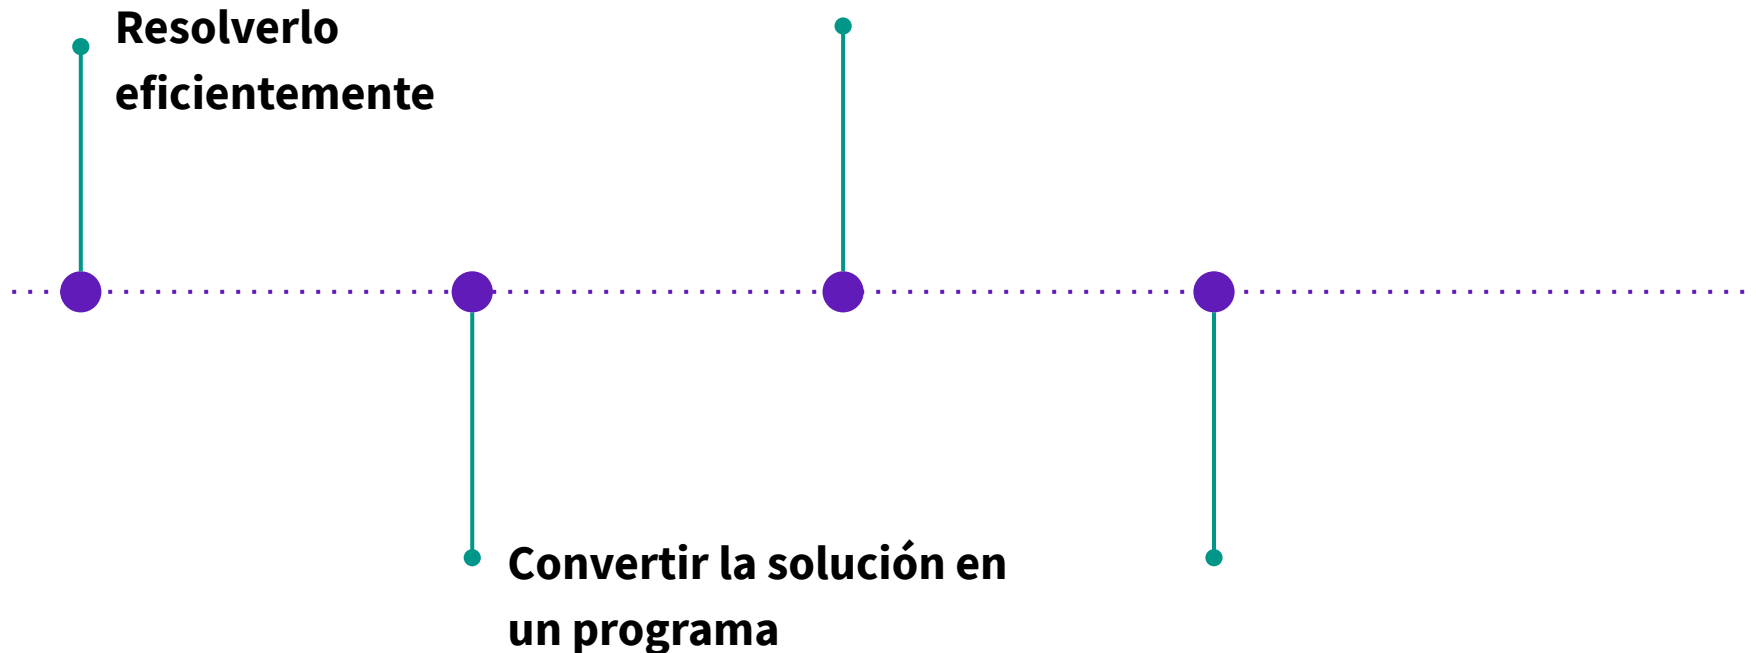 Resolverlo
eficientemente
Convertir la solución en
un programa